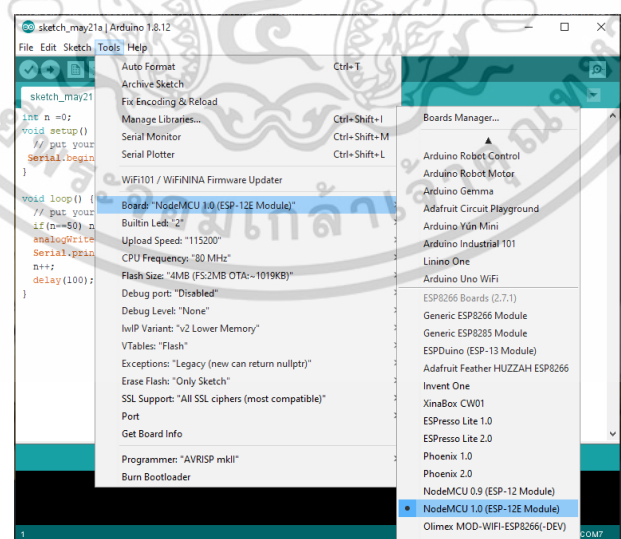 sketch_may21a | Arduino 1.8.12
File Edit Sketch Tools Help
sketch_may21
int n =0;
void setup()
// put your
Serial.begin
}
void loop() {
// put your
if(n==50) n
analogWrite
Serial.prin
n++;
delay(100);
}
Auto Format Ctrl+T
Archive Sketch
Fix Encoding & Reload
Manage Libraries... Ctrl+Shift+I
Serial Monitor Ctrl+Shift+M
Serial Plotter Ctrl+Shift+L
WiFi101 / WiFiNINA Firmware Updater
Board: "NodeMCU 1.0 (ESP-12E Module)"
Builtin Led: "2"
Upload Speed: "115200"
CPU Frequency: "80 MHz"
Flash Size: "4MB (FS:2MB OTA:~1019KB)"
Debug port: "Disabled"
Debug Level: "None"
lwIP Variant: "v2 Lower Memory"
VTables: "Flash"
Exceptions: "Legacy (new can return nullptr)"
Erase Flash: "Only Sketch"
SSL Support: "All SSL ciphers (most compatible)"
Port
Get Board Info
Programmer: "AVRISP mkII"
Burn Bootloader
Boards Manager...
Arduino Robot Control
Arduino Robot Motor
Arduino Gemma
Adafruit Circuit Playground
Arduino Yún Mini
Arduino Industrial 101
Linino One
Arduino Uno WiFi
ESP8266 Boards (2.7.1)
Generic ESP8266 Module
Generic ESP8285 Module
ESPDuino (ESP-13 Module)
Adafruit Feather HUZZAH ESP8266
Invent One
XinaBox CW01
ESPresso Lite 1.0
ESPresso Lite 2.0
Phoenix 1.0
Phoenix 2.0
NodeMCU 0.9 (ESP-12 Module)
NodeMCU 1.0 (ESP-12E Module)
Olimex MOD-WIFI-ESP8266(-DEV)
1
COM7